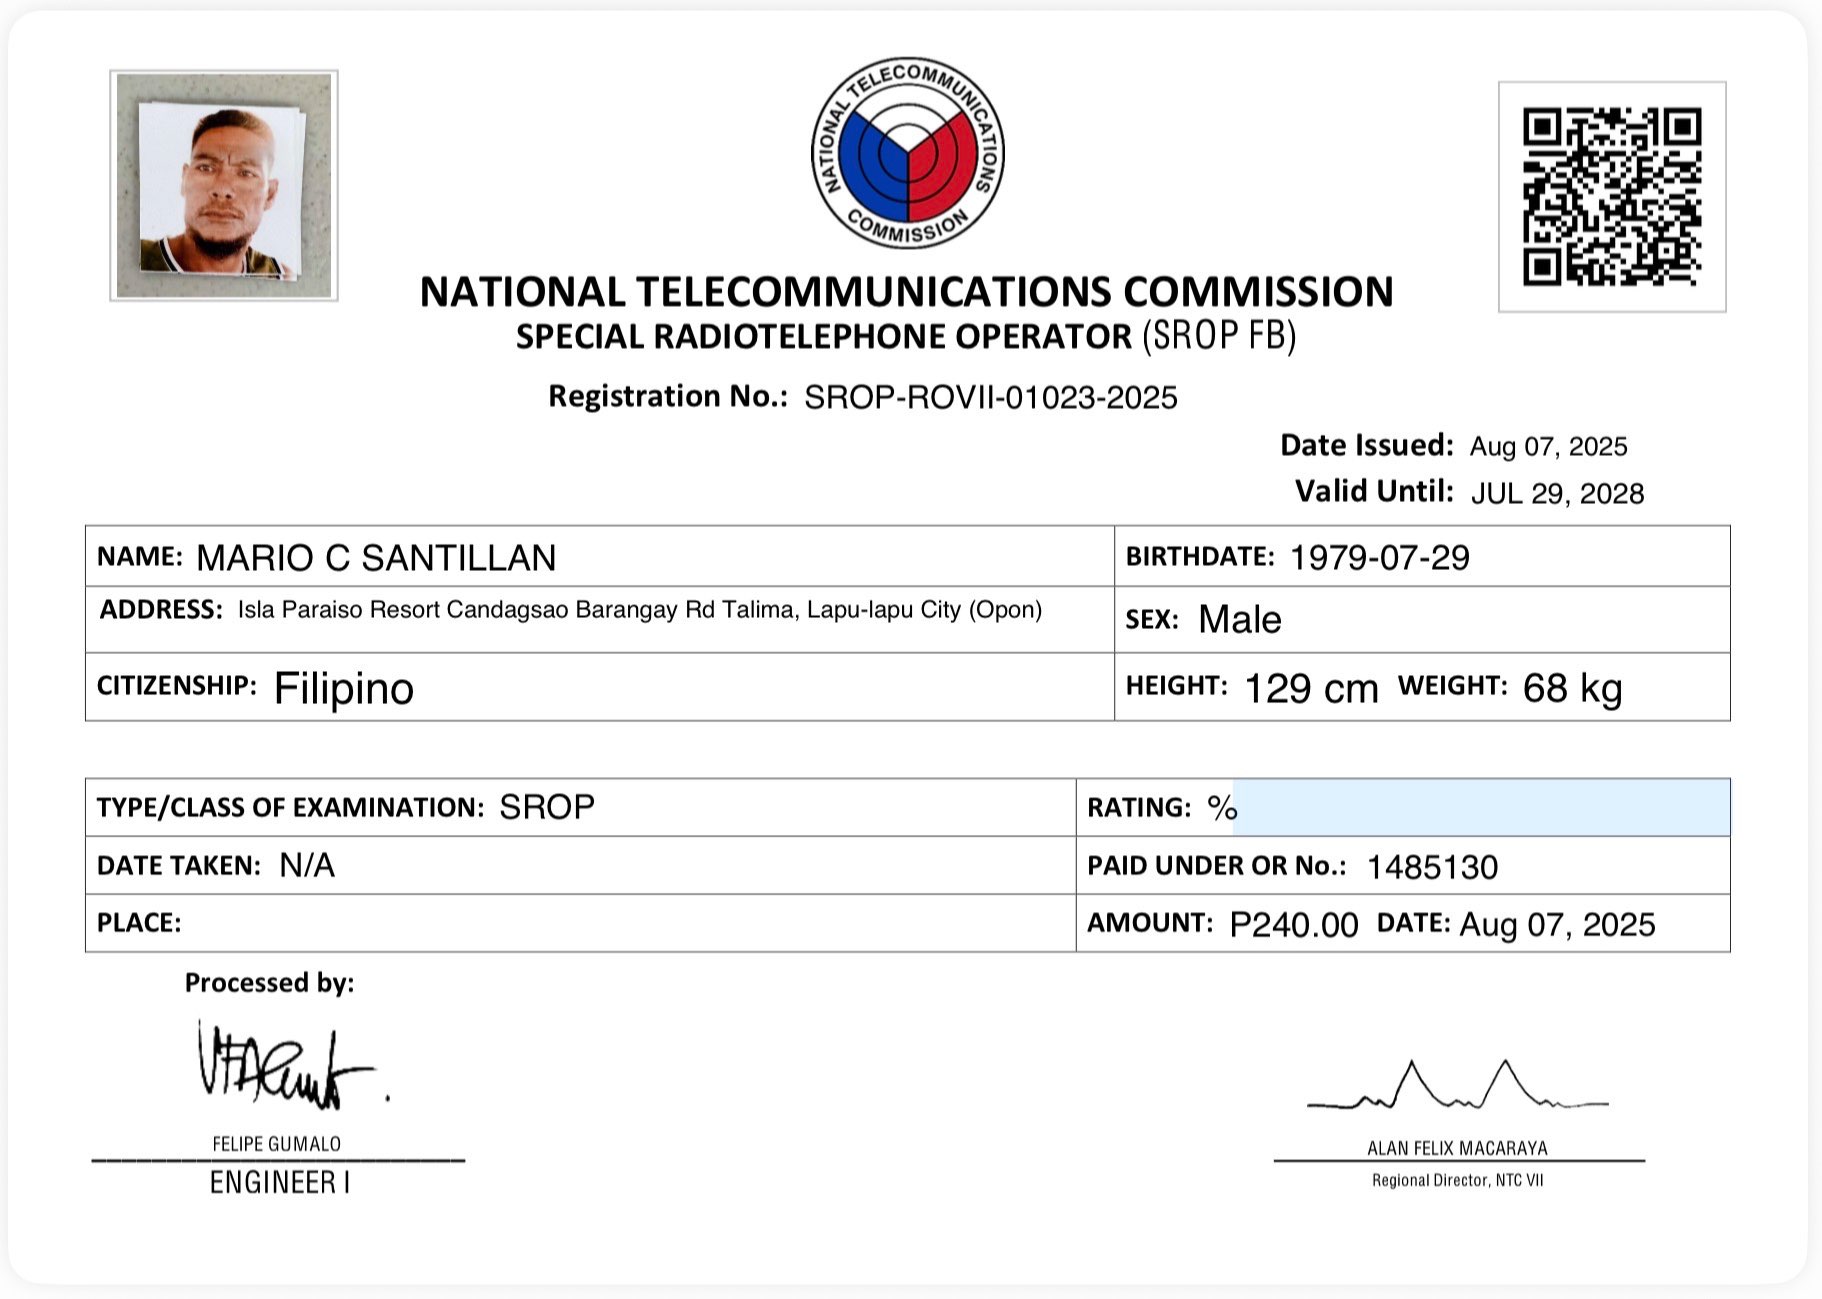 NATIONAL TELECOMMUNICATIONS COMMISSION
NATIONAL TELECOMMUNICATIONS COMMISSION
SPECIAL RADIOTELEPHONE OPERATOR (SROP FB)
Registration No.: SROP-ROVII-01023-2025
Date Issued: Aug 07, 2025
Valid Until: JUL 29, 2028
NAME: MARIO C SANTILLAN BIRTHDATE: 1979-07-29
ADDRESS: Isla Paraiso Resort Candagsao Barangay Rd Talima, Lapu-lapu City (Opon) SEX: Male
CITIZENSHIP: Filipino HEIGHT: 129 cm WEIGHT: 68 kg
TYPE/CLASS OF EXAMINATION: SROP RATING: %
DATE TAKEN: N/A PAID UNDER OR No.: 1485130
PLACE: AMOUNT: P240.00 DATE: Aug 07, 2025
Processed by:
FELIPE GUMALO
ENGINEER I
ALAN FELIX MACARAYA
Regional Director, NTC VII